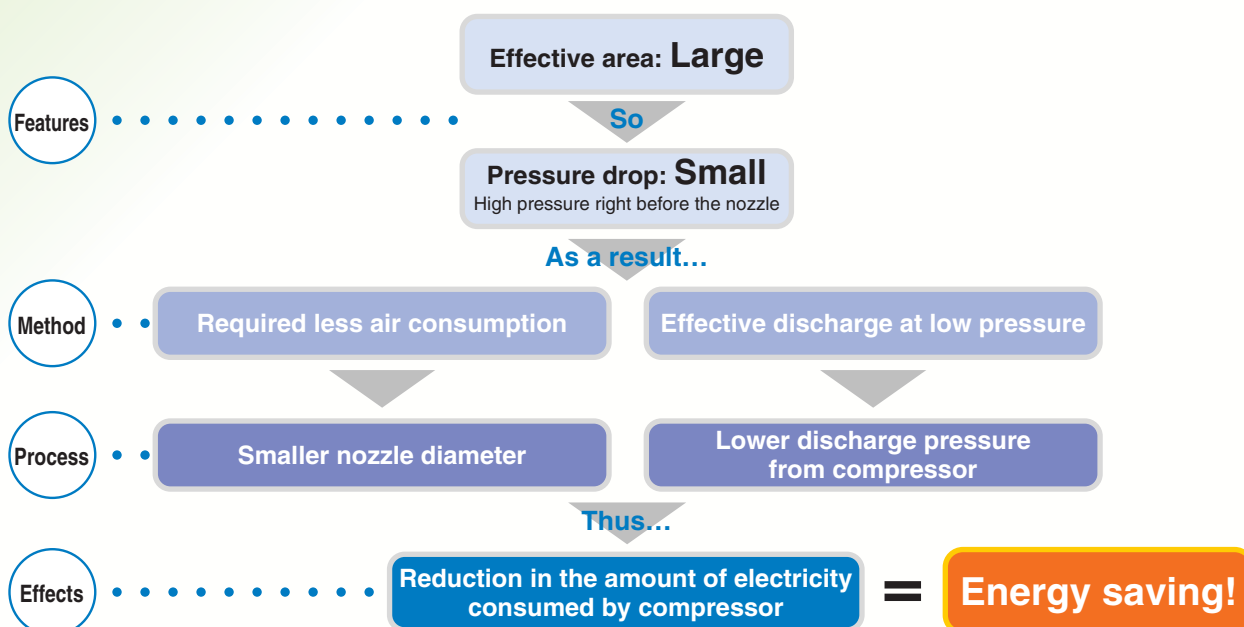 Effective area: Large
Features
So
Pressure drop: Small
High pressure right before the nozzle
As a result…
Method
Required less air consumption
Effective discharge at low pressure
Process
Smaller nozzle diameter
Lower discharge pressure
from compressor
Thus…
Effects
Reduction in the amount of electricity
consumed by compressor
=
Energy saving!